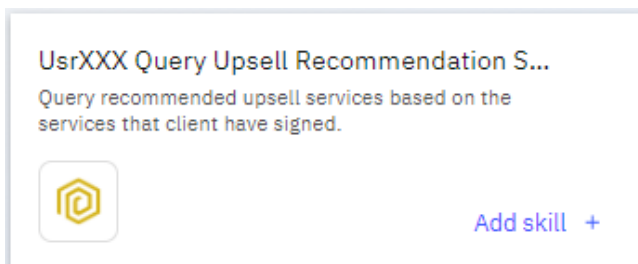 UsrXXX Query Upsell Recommendation S...
Query recommended upsell services based on the
services that client have signed.
Add skill +